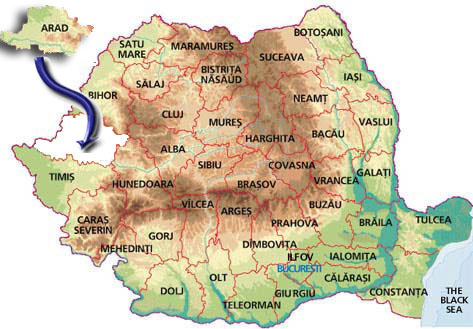 ARAD
BOTOȘANI
SATU
MARE
MARAMUREȘ
SUCEAVA
BISTRIȚA
NĂSĂUD
IAȘI
SĂLAJ
BIHOR
NEAMȚ
CLUJ
MUREȘ
VASLUI
BACĂU
HARGHITA
ALBA
SIBIU
COVASNA
GALAȚI
TIMIȘ
HUNEDOARA
BRASOV
VRANCEA
VÎLCEA
ARGEȘ
BUZĂU
CARAȘ
SEVERIN
BRĂILA
TULCEA
PRAHOVA
GORJ
MEHEDINȚI
DÎMBOVIȚA
ILFOV
IALOMIȚA
BUCUREȘTI
OLT
CĂLĂRAȘI
DOLJ
GIURGIU
CONSTANȚA
TELEORMAN
THE
BLACK
SEA